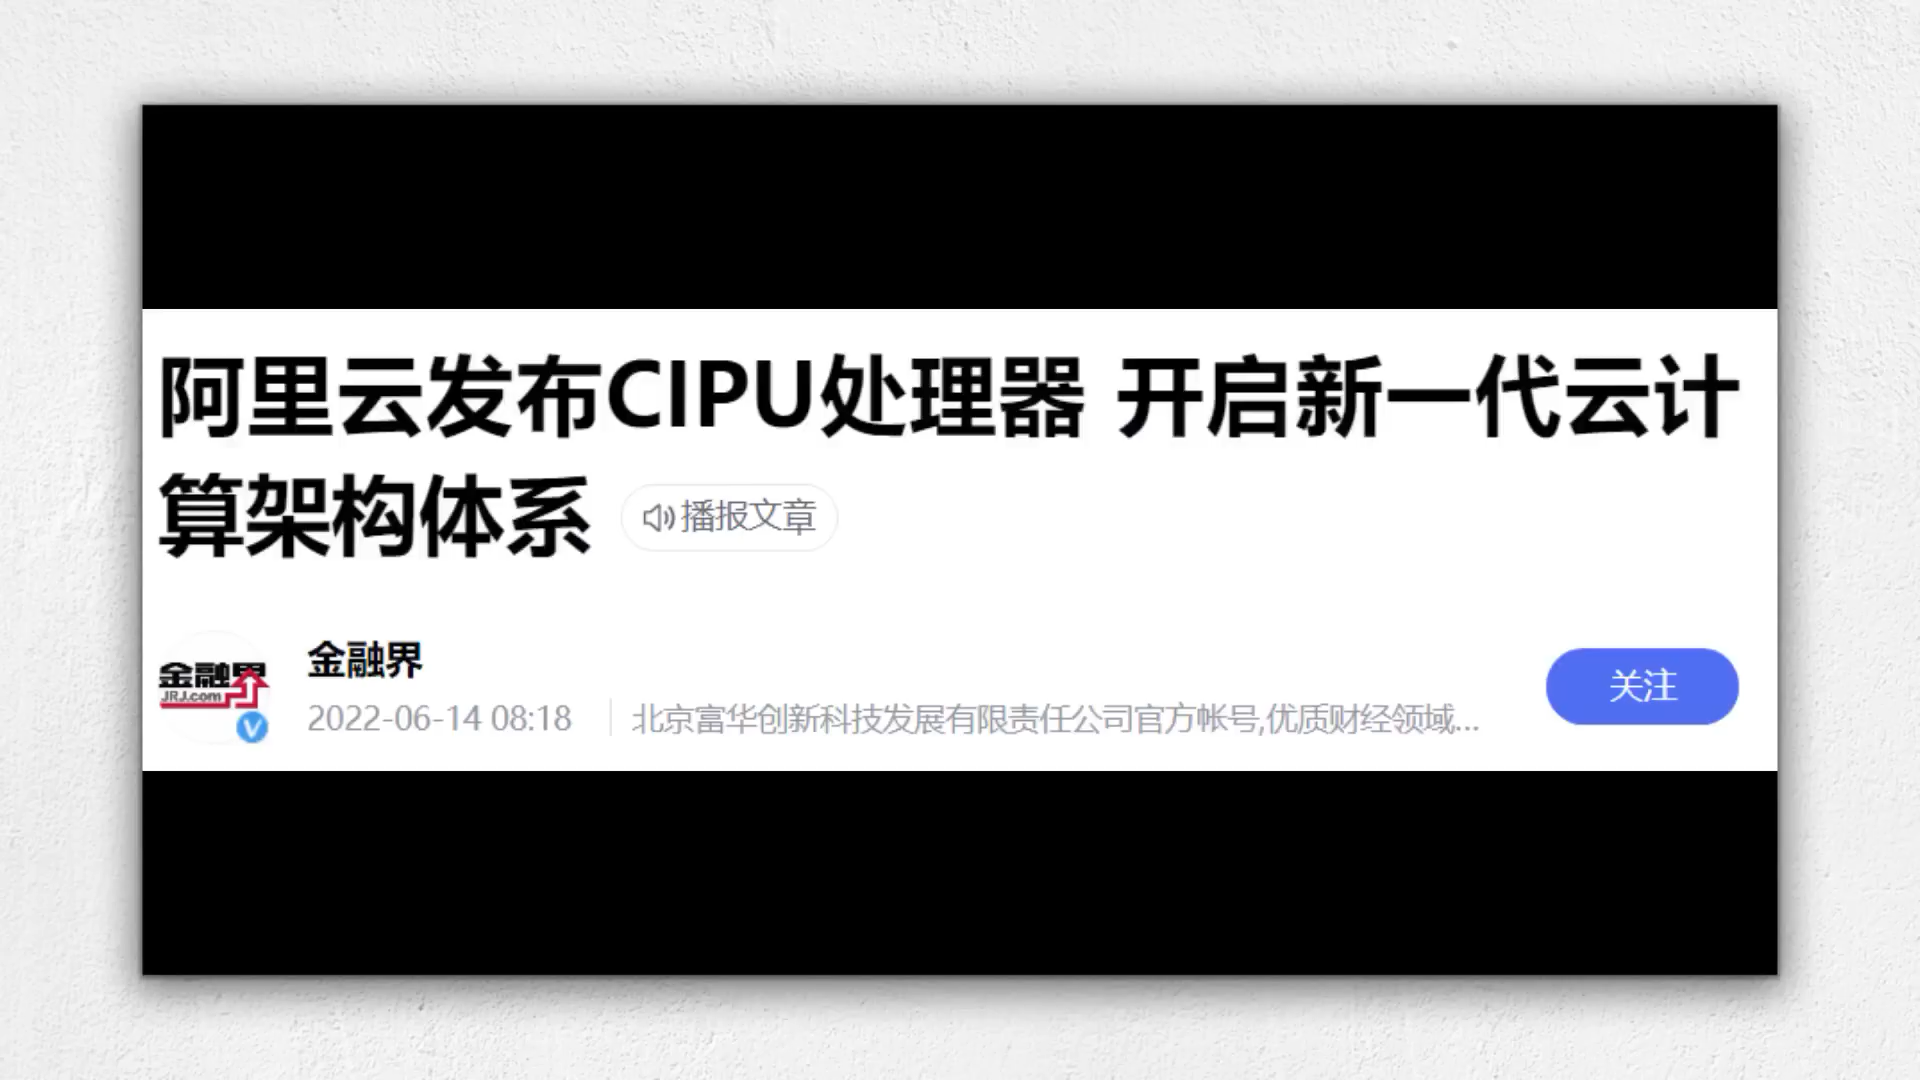 阿里云发布CIPU处理器 开启新一代云计
算架构体系
播报文章
金融界
JRJ.com
金融界
2022-06-14 08:18
北京富华创新科技发展有限责任公司官方帐号,优质财经领域...
关注